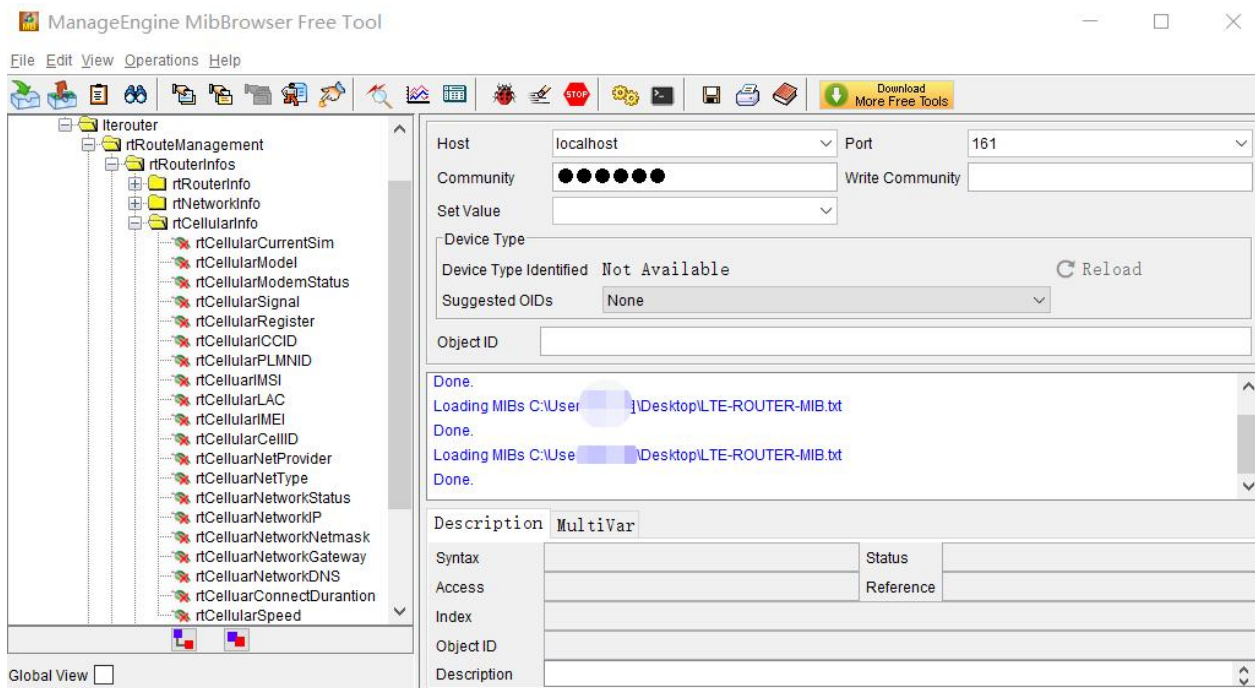 ManageEngine MibBrowser Free Tool
File Edit View Operations Help
STOP
Download
More Free Tools
lterouter
rtRouteManagement
rtRouterInfos
rtRouterInfo
rtNetworkInfo
rtCellularInfo
rtCellularCurrentSim
rtCellularModel
rtCellularModemStatus
rtCellularSignal
rtCellularRegister
rtCellularICCID
rtCellularPLMNID
rtCelluarIMSI
rtCellularLAC
rtCellularIMEI
rtCellularCellID
rtCelluarNetProvider
rtCelluarNetType
rtCelluarNetworkStatus
rtCelluarNetworkIP
rtCelluarNetworkNetmask
rtCelluarNetworkGateway
rtCelluarNetworkDNS
rtCelluarConnectDurantion
rtCellularSpeed
Global View
Host localhost Port 161
Community ●●●●●● Write Community
Set Value
Device Type
Device Type Identified Not Available Reload
Suggested OIDs None
Object ID
Done.
Loading MIBs C:\User \Desktop\LTE-ROUTER-MIB.txt
Done.
Loading MIBs C:\Use \Desktop\LTE-ROUTER-MIB.txt
Done.
Description MultiVar
Syntax Status
Access Reference
Index
Object ID
Description